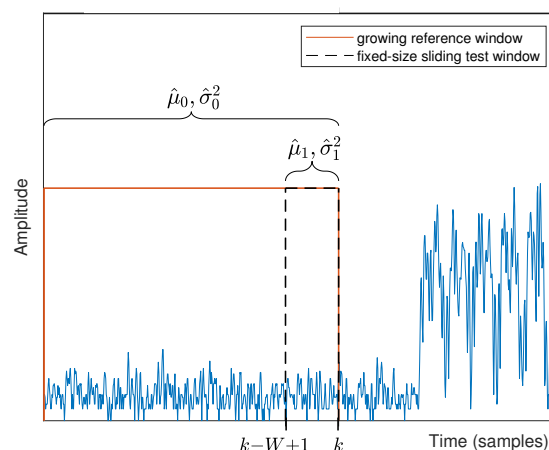 growing reference window
fixed-size sliding test window
μ̂₀, σ̂₀²
μ̂₁, σ̂₁²
Amplitude
k−W+1
k
Time (samples)